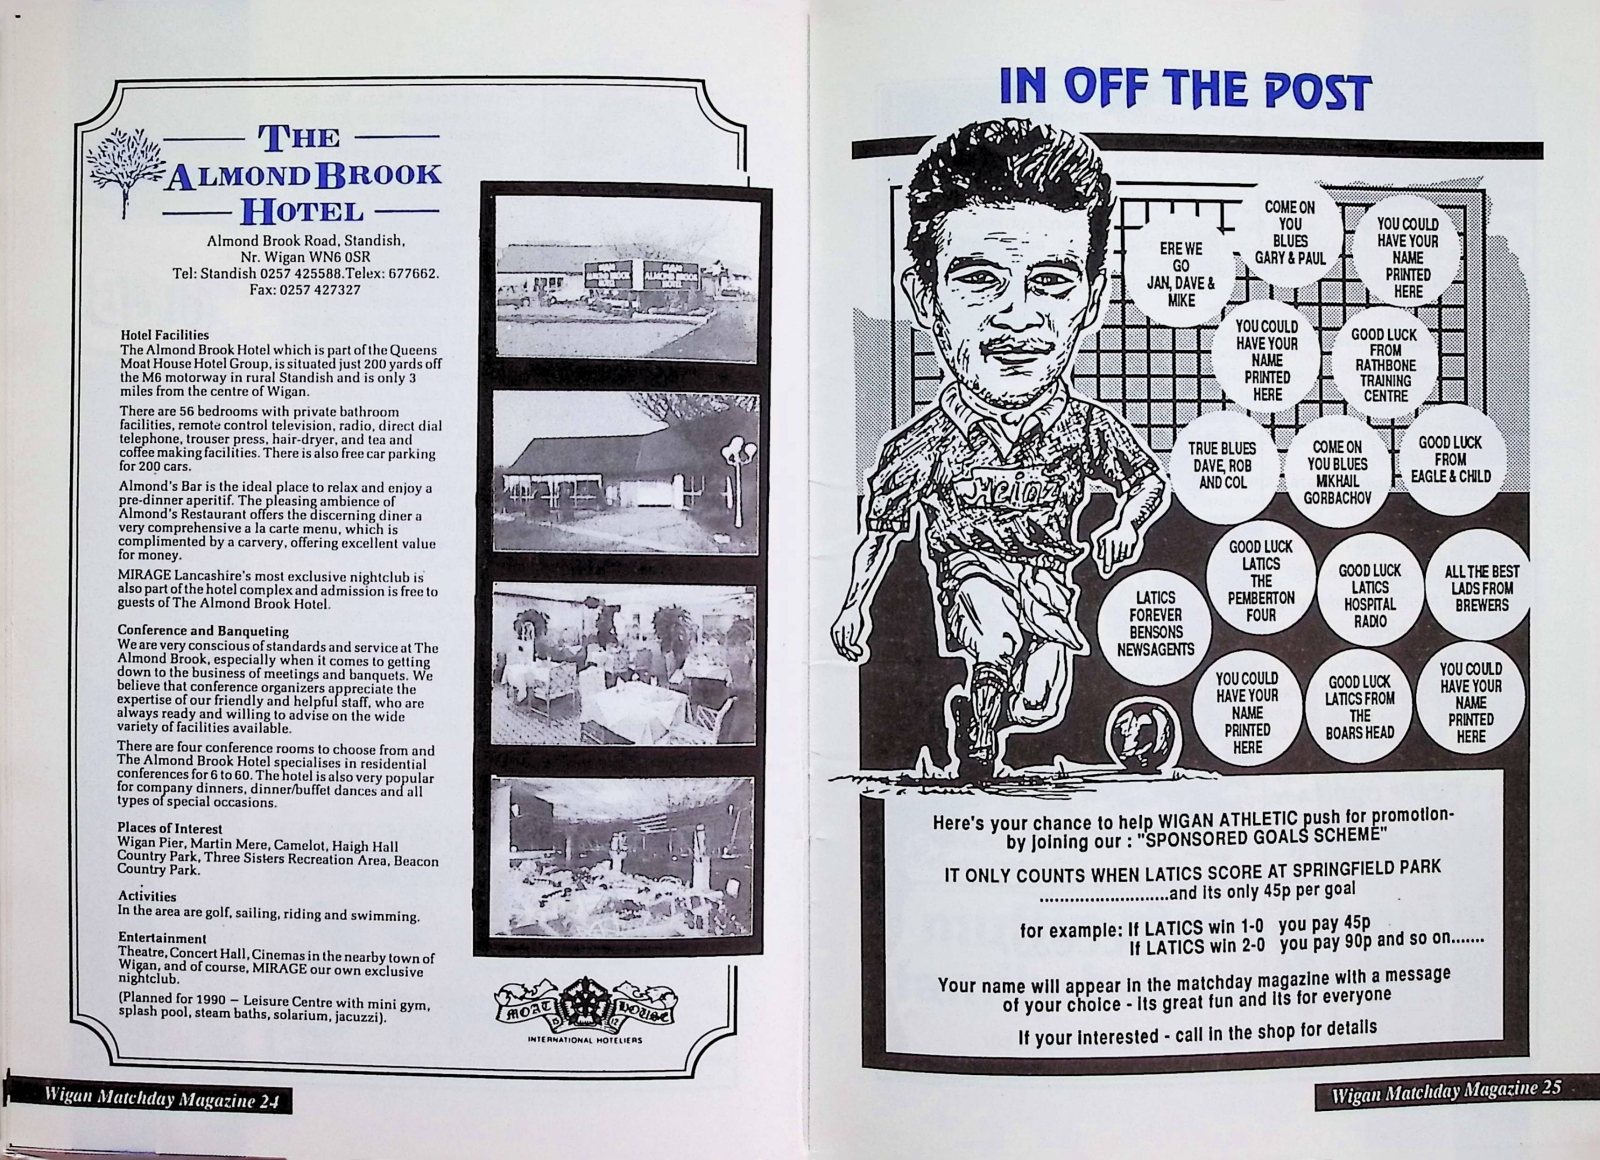 THE
ALMOND BROOK
HOTEL
Almond Brook Road, Standish,
Nr. Wigan WN6 0SR
Tel: Standish 0257 425588.Telex: 677662.
Fax: 0257 427327
Hotel Facilities
The Almond Brook Hotel which is part of the Queens
Moat House Hotel Group, is situated just 200 yards off
the M6 motorway in rural Standish and is only 3
miles from the centre of Wigan.
There are 56 bedrooms with private bathroom
facilities, remote control television, radio, direct dial
telephone, trouser press, hair-dryer, and tea and
coffee making facilities. There is also free car parking
for 200 cars.
Almond's Bar is the ideal place to relax and enjoy a
pre-dinner aperitif. The pleasing ambience of
Almond's Restaurant offers the discerning diner a
very comprehensive a la carte menu, which is
complimented by a carvery, offering excellent value
for money.
MIRAGE Lancashire's most exclusive nightclub is
also part of the hotel complex and admission is free to
guests of The Almond Brook Hotel.
Conference and Banqueting
We are very conscious of standards and service at The
Almond Brook, especially when it comes to getting
down to the business of meetings and banquets. We
believe that conference organizers appreciate the
expertise of our friendly and helpful staff, who are
always ready and willing to advise on the wide
variety of facilities available.
There are four conference rooms to choose from and
The Almond Brook Hotel specialises in residential
conferences for 6 to 60. The hotel is also very popular
for company dinners, dinner/buffet dances and all
types of special occasions.
Places of Interest
Wigan Pier, Martin Mere, Camelot, Haigh Hall
Country Park, Three Sisters Recreation Area, Beacon
Country Park.
Activities
In the area are golf, sailing, riding and swimming.
Entertainment
Theatre, Concert Hall, Cinemas in the nearby town of
Wigan, and of course, MIRAGE our own exclusive
nightclub.
(Planned for 1990 – Leisure Centre with mini gym,
splash pool, steam baths, solarium, jacuzzi).
ALMOND BROOK
HOTEL
ALMOND BROOK
HOTEL
MOAT HOUSE
INTERNATIONAL HOTELIERS
Wigan Matchday Magazine 24
IN OFF THE POST
ERE WE
GO
JAN, DAVE &
MIKE
COME ON
YOU
BLUES
GARY & PAUL
YOU COULD
HAVE YOUR
NAME
PRINTED
HERE
YOU COULD
HAVE YOUR
NAME
PRINTED
HERE
GOOD LUCK
FROM
RATHBONE
TRAINING
CENTRE
TRUE BLUES
DAVE, ROB
AND COL
COME ON
YOU BLUES
MIKHAIL
GORBACHOV
GOOD LUCK
FROM
EAGLE & CHILD
Heinz
LATICS
FOREVER
BENSONS
NEWSAGENTS
GOOD LUCK
LATICS
THE
PEMBERTON
FOUR
GOOD LUCK
LATICS
HOSPITAL
RADIO
ALL THE BEST
LADS FROM
BREWERS
YOU COULD
HAVE YOUR
NAME
PRINTED
HERE
GOOD LUCK
LATICS FROM
THE
BOARS HEAD
YOU COULD
HAVE YOUR
NAME
PRINTED
HERE
Here's your chance to help WIGAN ATHLETIC push for promotion-
by joining our : "SPONSORED GOALS SCHEME"
IT ONLY COUNTS WHEN LATICS SCORE AT SPRINGFIELD PARK
...........................and its only 45p per goal
for example: If LATICS win 1-0 you pay 45p
If LATICS win 2-0 you pay 90p and so on.......
Your name will appear in the matchday magazine with a message
of your choice - its great fun and its for everyone
If your interested - call in the shop for details
Wigan Matchday Magazine 25